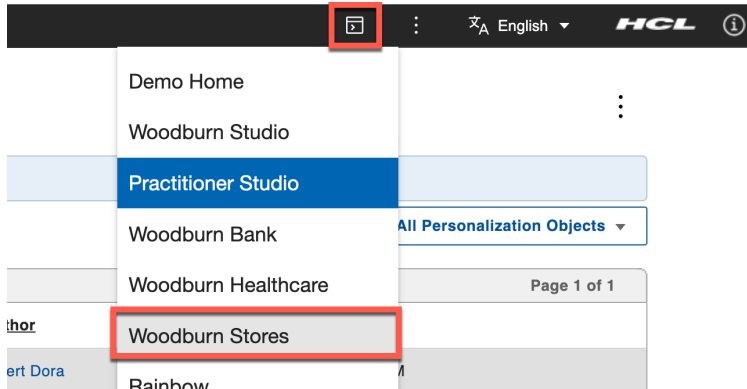 English HCL
Demo Home
Woodburn Studio
Practitioner Studio
All Personalization Objects
Woodburn Bank
Woodburn Healthcare
Page 1 of 1
thor
Woodburn Stores
ert Dora
M
Rainbow